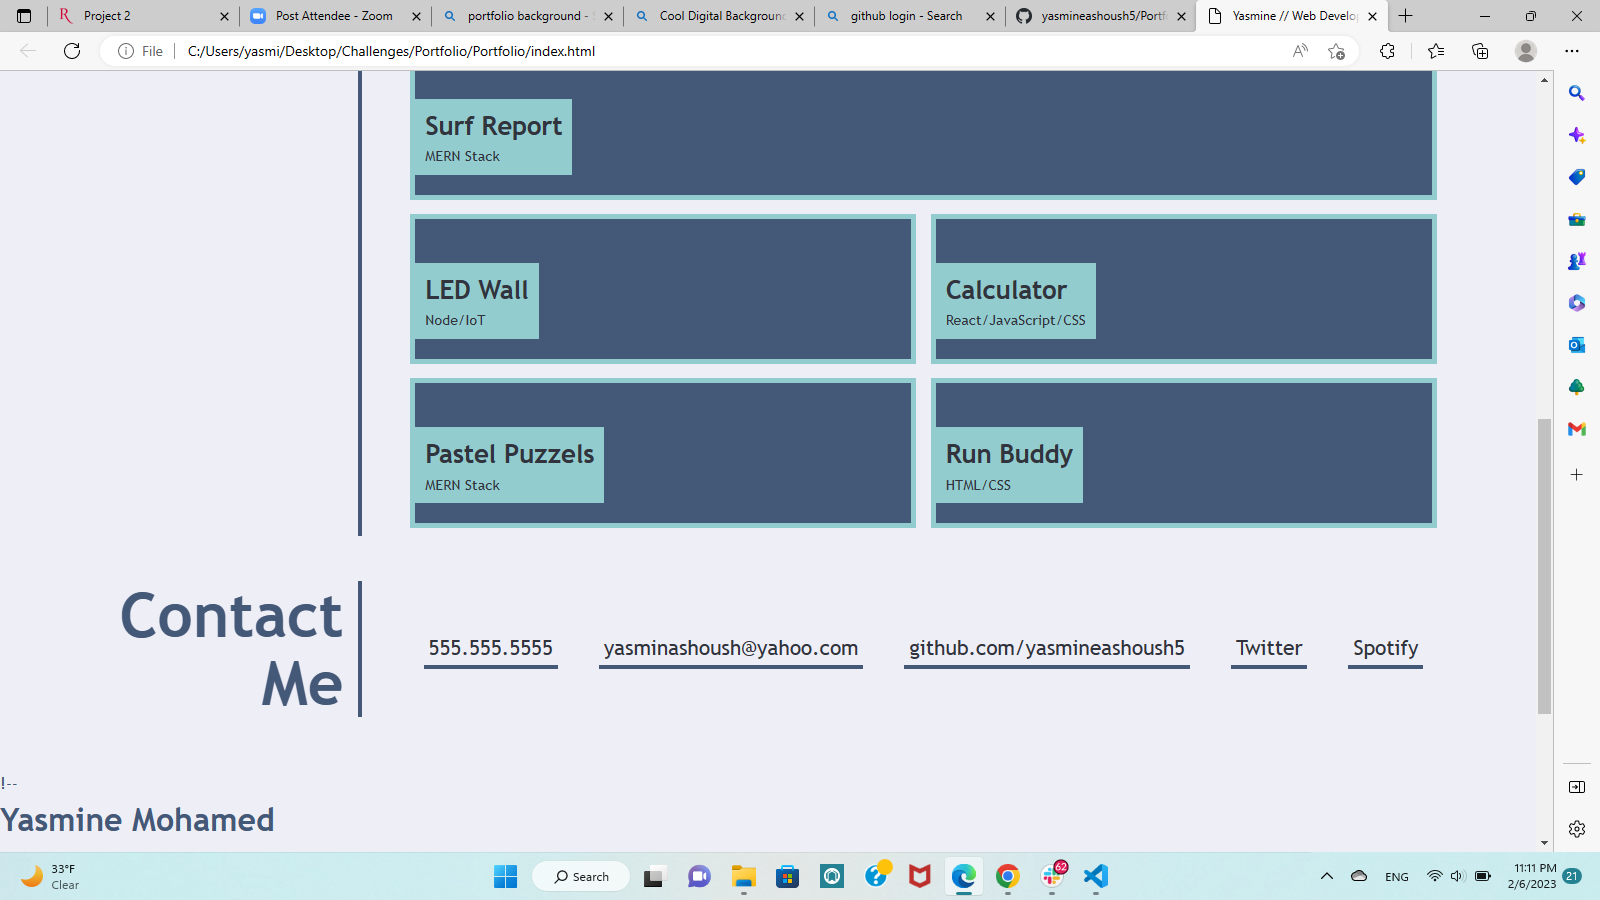 Project 2
Post Attendee - Zoom
portfolio background - S
Cool Digital Background
github login - Search
yasmineashoush5/Portf
Yasmine // Web Develop
File
C:/Users/yasmi/Desktop/Challenges/Portfolio/Portfolio/index.html
Surf Report
MERN Stack
LED Wall
Node/IoT
Calculator
React/JavaScript/CSS
Pastel Puzzels
MERN Stack
Run Buddy
HTML/CSS
Contact
Me
555.555.5555
yasminashoush@yahoo.com
github.com/yasmineashoush5
Twitter
Spotify
!--
Yasmine Mohamed
33°F
Clear
Search
62
ENG
11:11 PM
2/6/2023
21